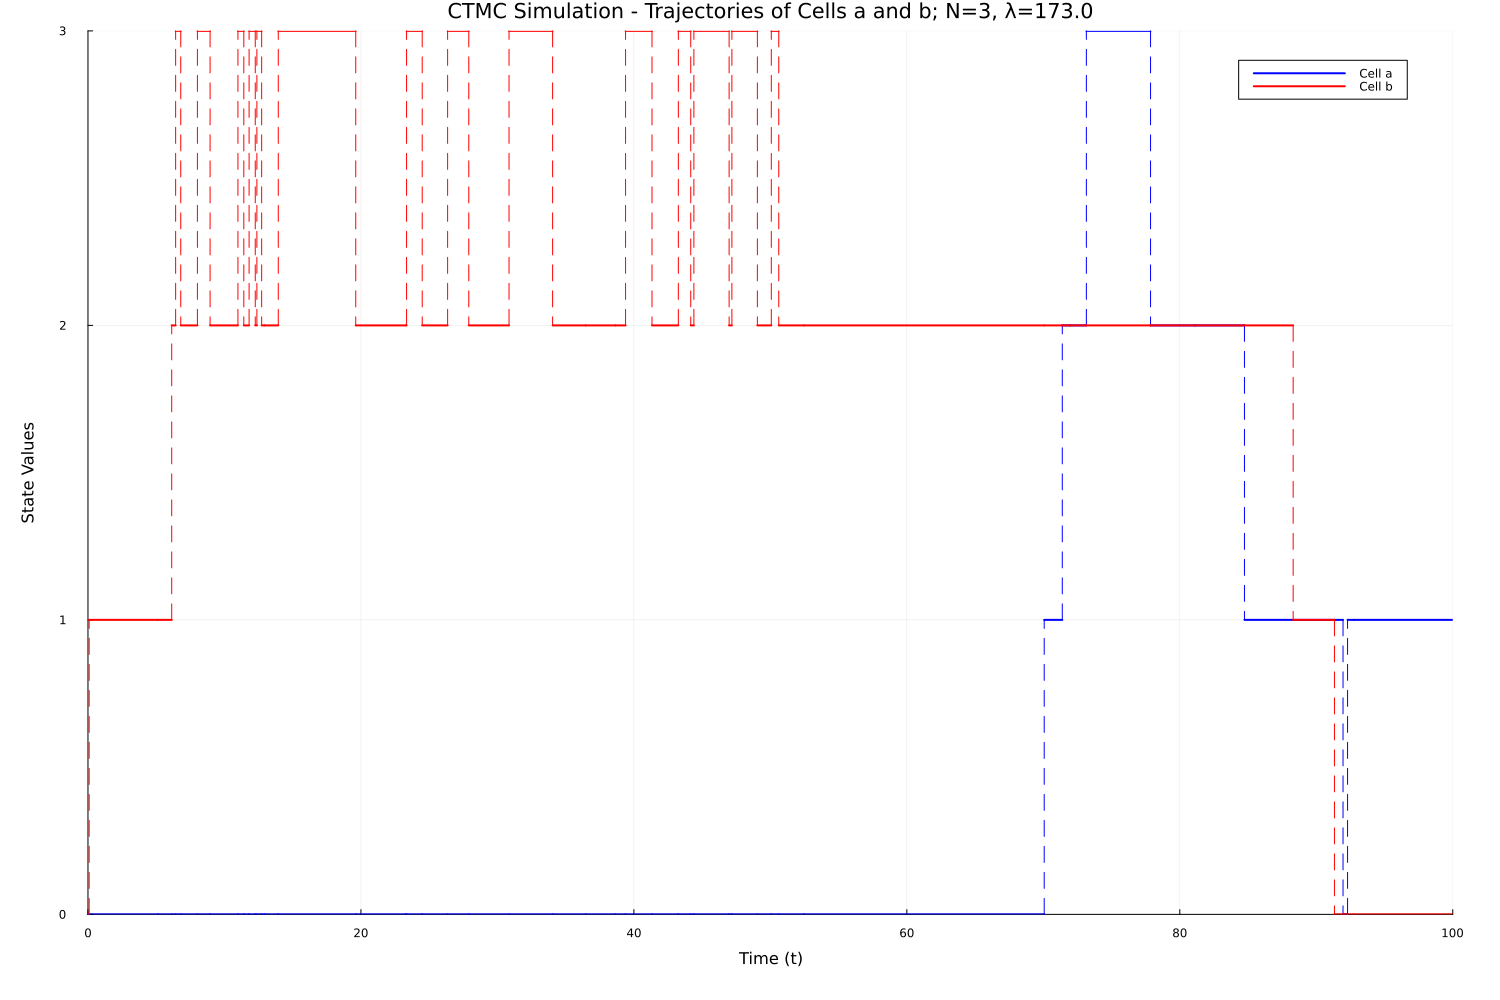 CTMC Simulation - Trajectories of Cells a and b; N=3, λ=173.0
3
Cell a
Cell b
2
State Values
1
0
0 20 40 60 80 100
Time (t)